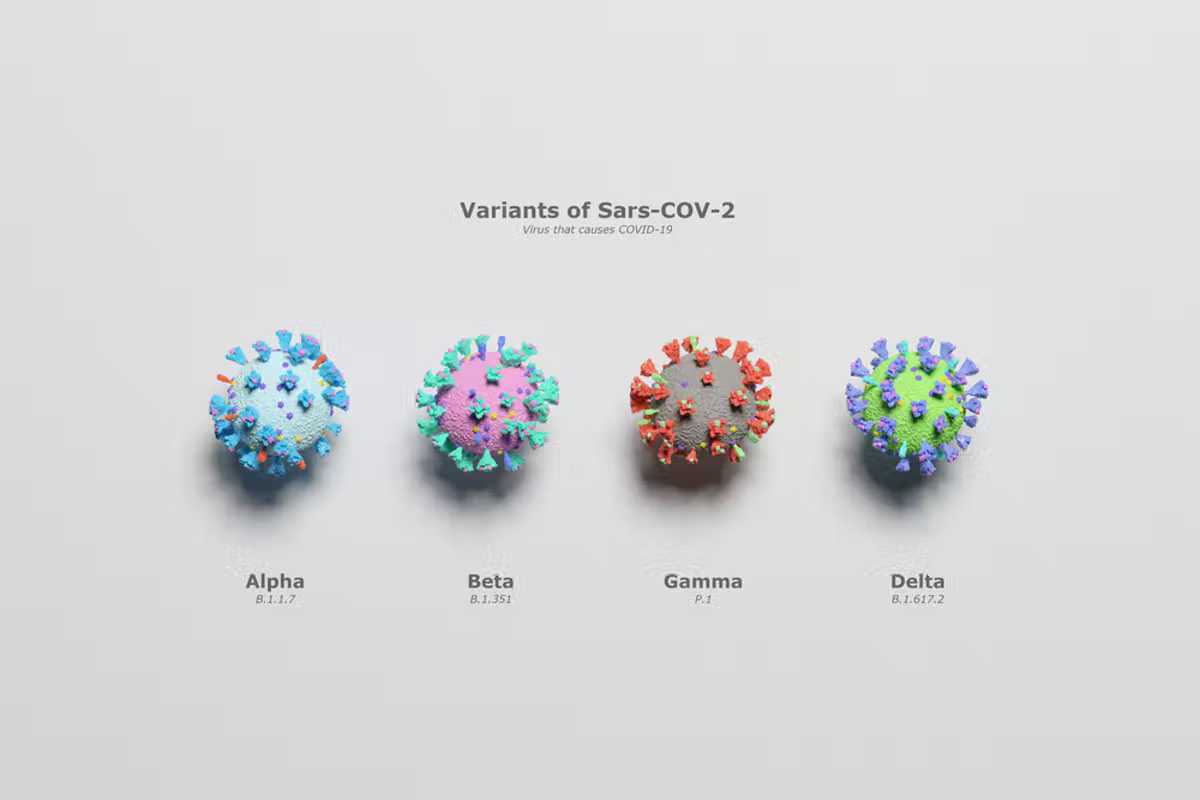 Variants of Sars-COV-2
Virus that causes COVID-19
Alpha
B.1.1.7
Beta
B.1.351
Gamma
P.1
Delta
B.1.617.2